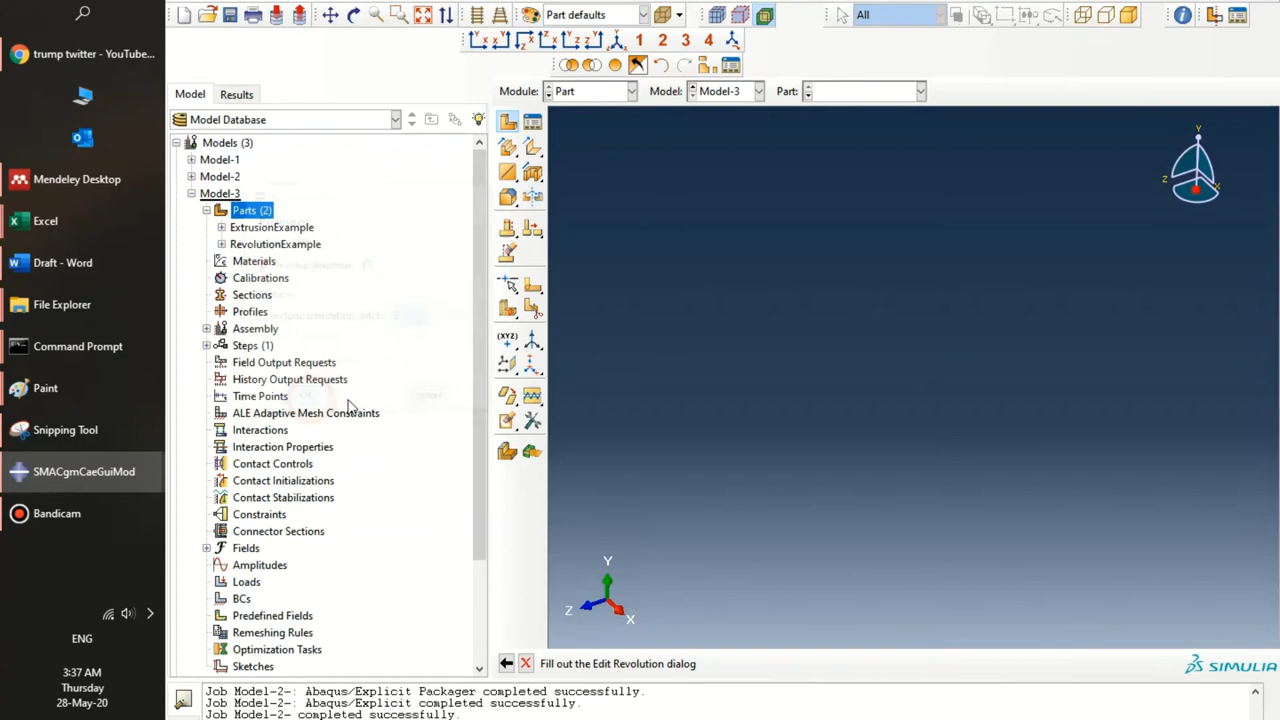 trump twitter - YouTube...
Mendeley Desktop
Excel
Draft - Word
File Explorer
Command Prompt
Paint
Snipping Tool
SMACgmCaeGuiMod
Bandicam
ENG
3:37 AM
Thursday
28-May-20
Part defaults
All
1 2 3 4
Model Results
Module: Part Model: Model-3 Part:
Model Database
Models (3)
Model-1
Model-2
Model-3
Parts (2)
ExtrusionExample
RevolutionExample
Materials
Calibrations
Sections
Profiles
Assembly
Steps (1)
Field Output Requests
History Output Requests
Time Points
ALE Adaptive Mesh Constraints
Interactions
Interaction Properties
Contact Controls
Contact Initializations
Contact Stabilizations
Constraints
Connector Sections
Fields
Amplitudes
Loads
BCs
Predefined Fields
Remeshing Rules
Optimization Tasks
Sketches
(XYZ)
Y
Z
X
Y
Z
X
Fill out the Edit Revolution dialog
SIMULIA
Job Model-2-: Abaqus/Explicit Packager completed successfully.
Job Model-2-: Abaqus/Explicit completed successfully.
Job Model-2- completed successfully.